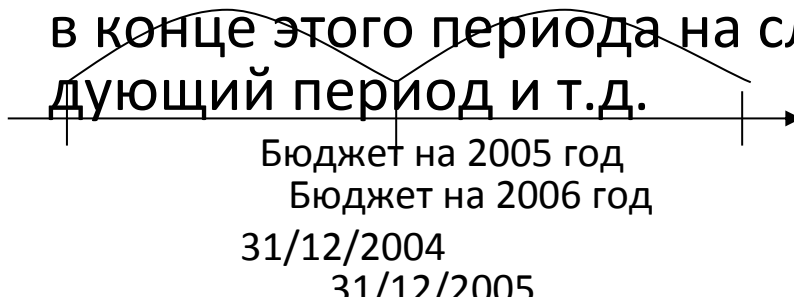 в конце этого периода на сл
дующий период и т.д.
Бюджет на 2005 год
Бюджет на 2006 год
31/12/2004
31/12/2005